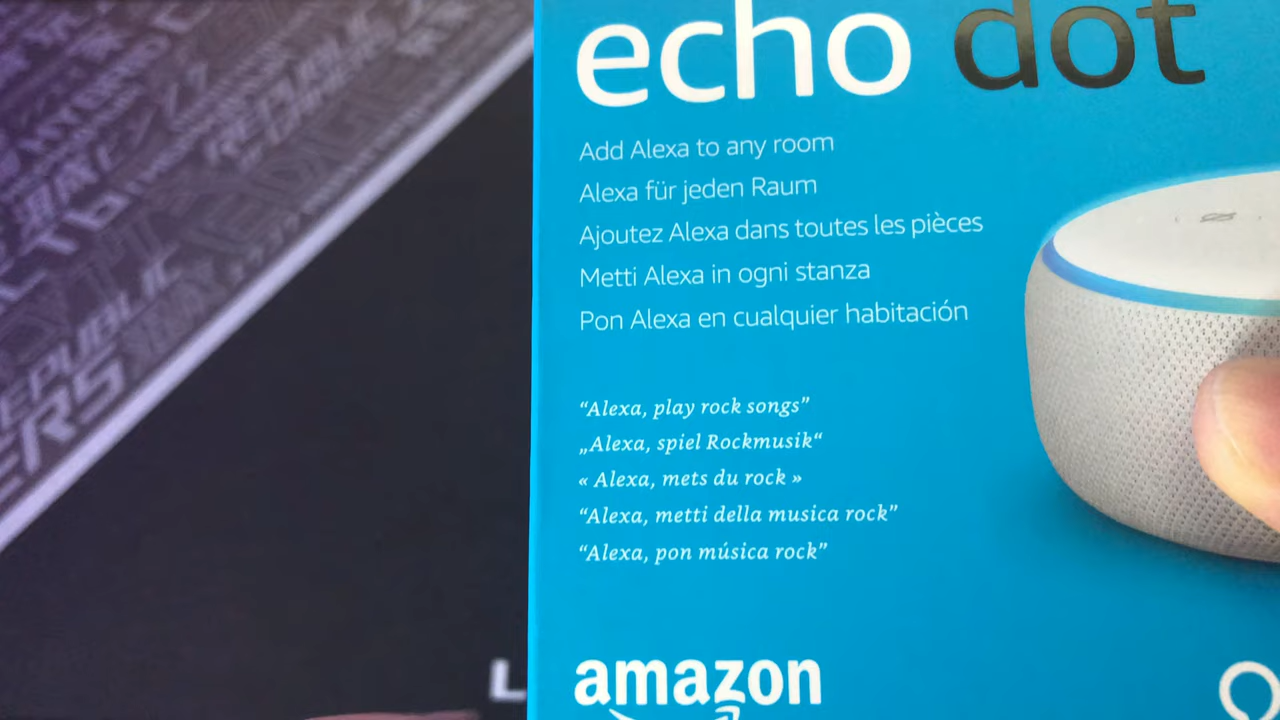 echo dot
Add Alexa to any room
Alexa für jeden Raum
Ajoutez Alexa dans toutes les pièces
Metti Alexa in ogni stanza
Pon Alexa en cualquier habitación
“Alexa, play rock songs”
„Alexa, spiel Rockmusik“
« Alexa, mets du rock »
“Alexa, metti della musica rock”
“Alexa, pon música rock”
amazon
REPUBLIC